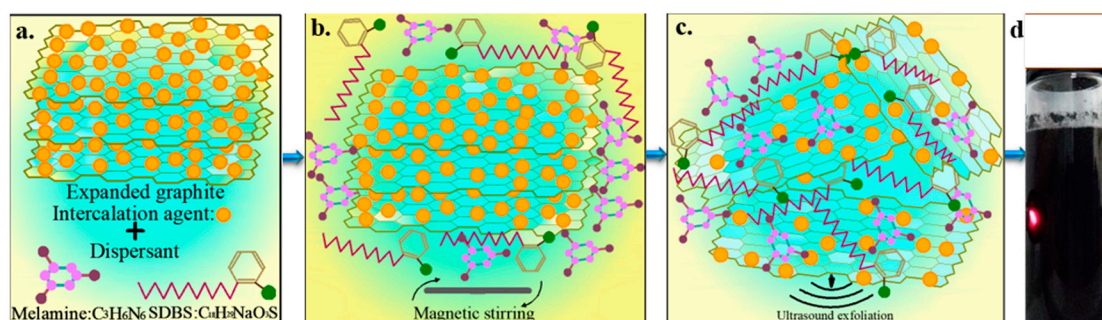 a.
Expanded graphite
Intercalation agent:
+
Dispersant
Melamine:C³H₆N₆ SDBS:C₁₈H₂₉NaO₃S
b.
Magnetic stirring
c.
Ultrasound exfoliation
d